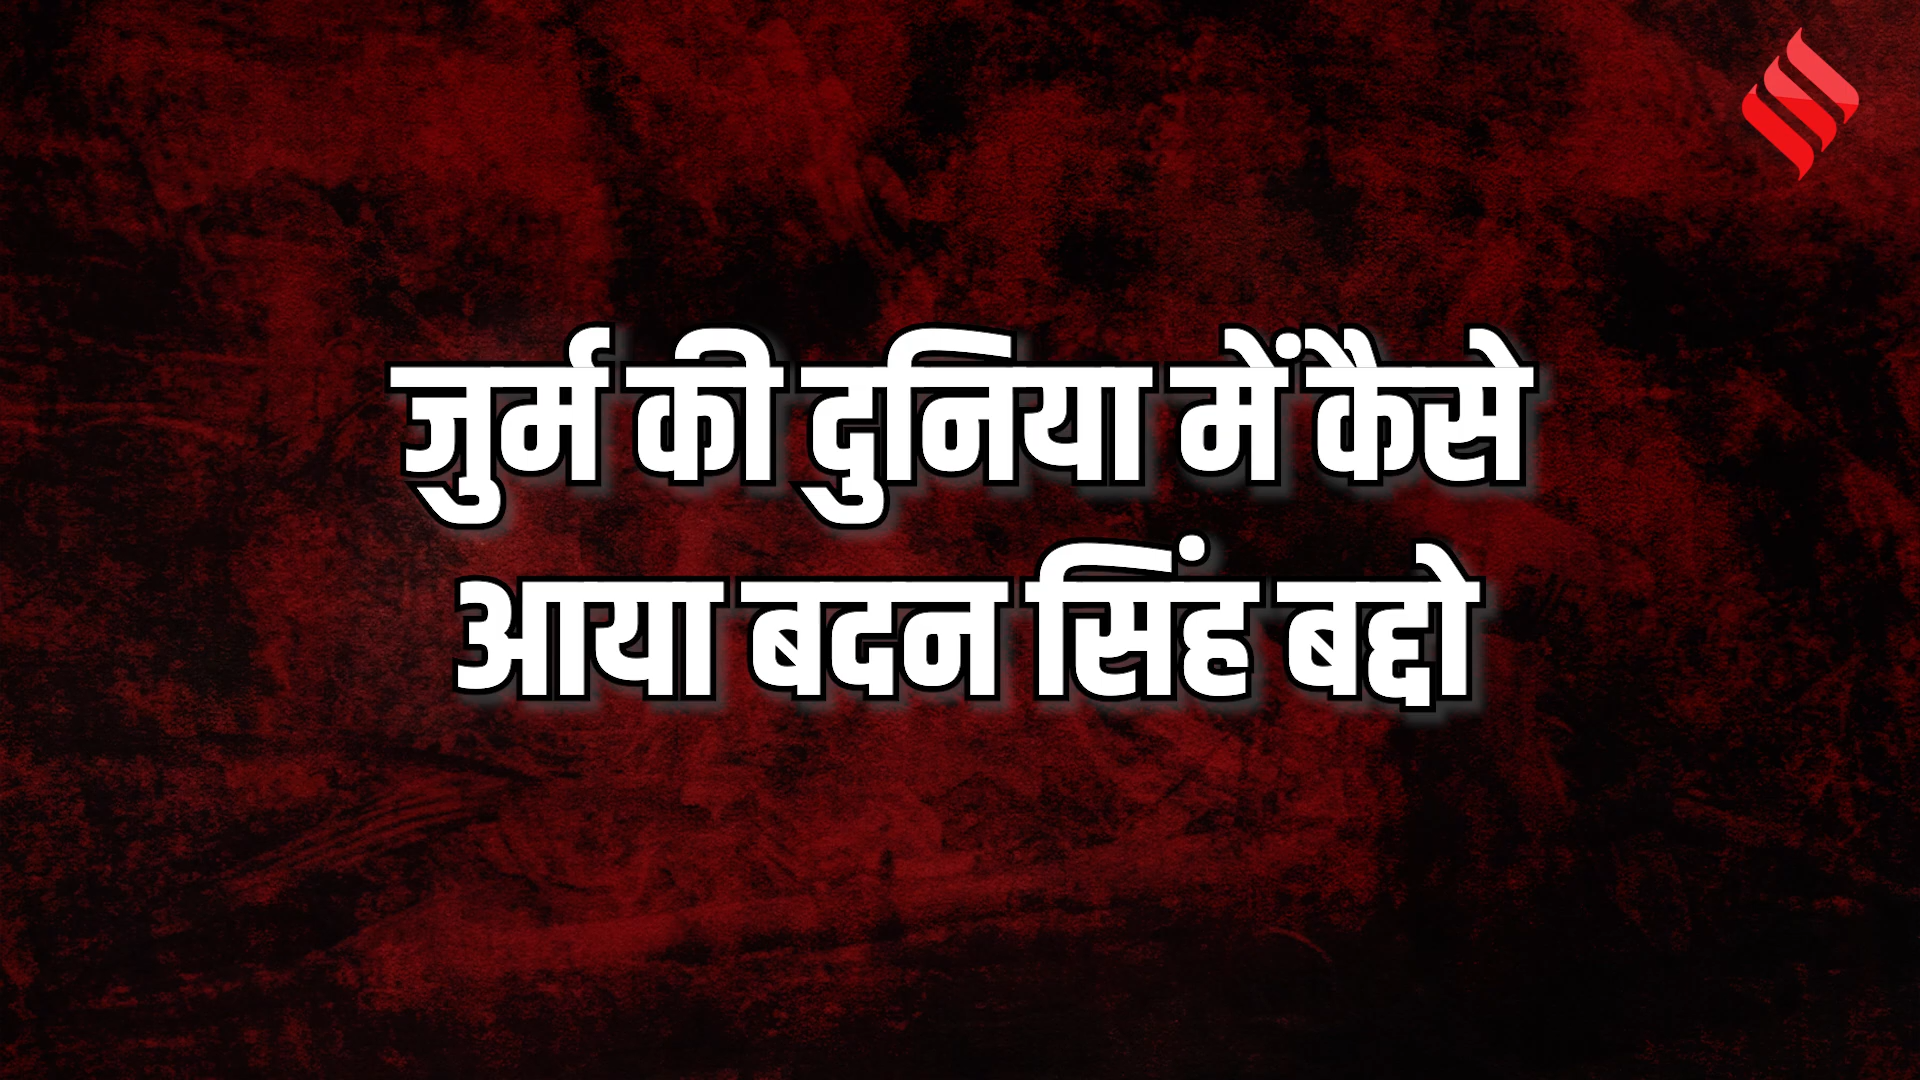 जुर्म की दुनिया में कैसे
आया बदन सिंह बद्दो